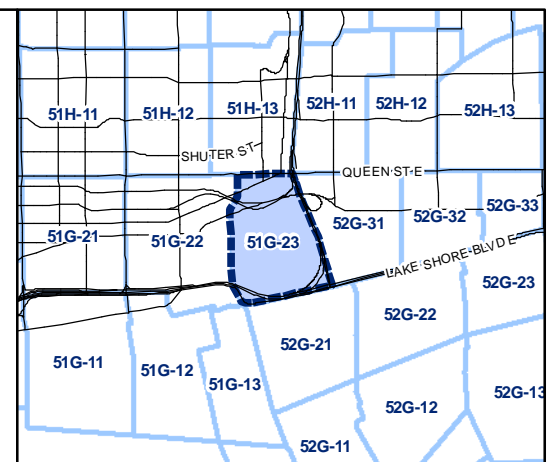 51H-11
51H-12
51H-13
52H-11
52H-12
52H-13
SHUTER ST
QUEEN ST E
51G-21
51G-22
51G-23
52G-31
52G-32
52G-33
LAKE SHORE BLVD E
52G-23
52G-22
52G-21
51G-11
51G-12
51G-13
52G-12
52G-13
52G-11